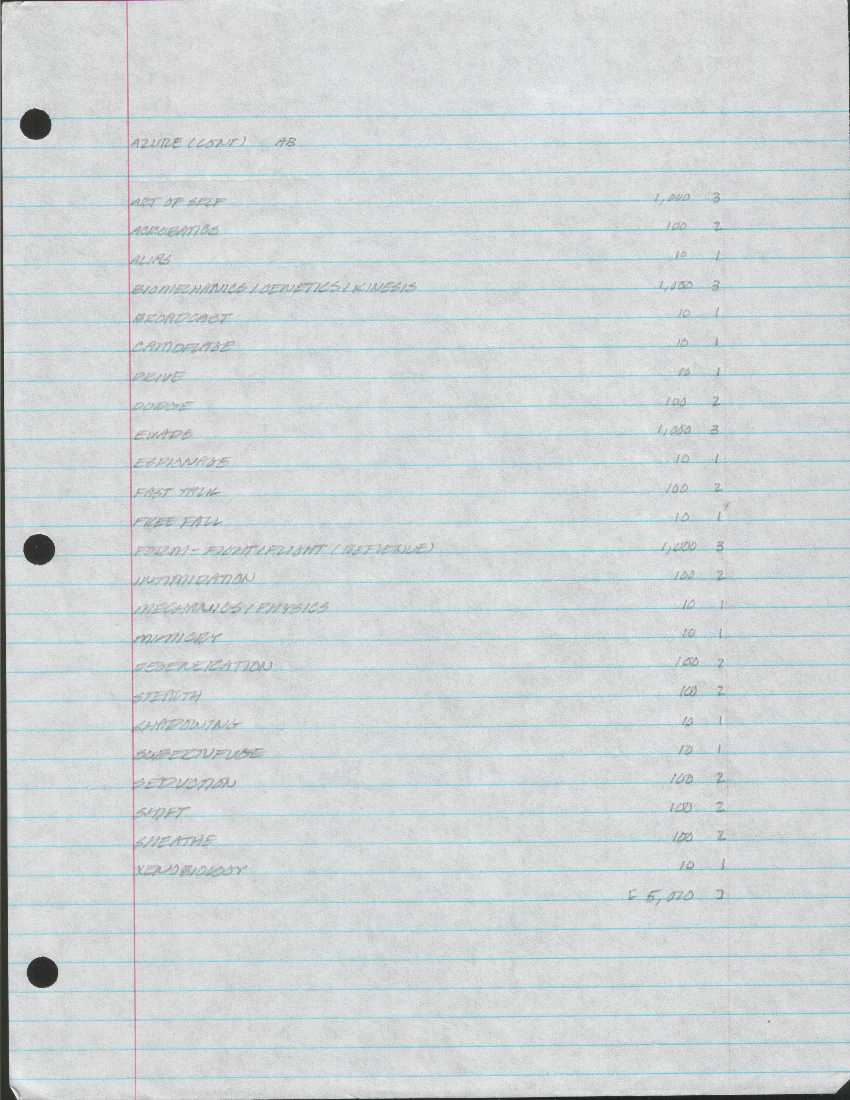 AZURE (CONT) AB
ART OF SELF 1,000 3
ACROBATICS 100 2
ALIAS 10 1
BIOMECHANICS / GENETICS / KINESIS 1,000 3
BROADCAST 10 1
CAMOFLAGE 10 1
DRIVE 10 1
DODGE 100 2
EVADE 1,000 3
ESPIONAGE 10 1
FAST TALK 100 2
FREE FALL 10 1
FORM - FIGHT/FLIGHT (DEFIENCE) 1,000 3
INTIMIDATION 100 2
MECHANICS / PHYSICS 10 1
MIMICRY 10 1
REGENERATION 100 2
STEALTH 100 2
SHADOWING 10 1
SUBERTUFUGE 10 1
SEDUCTION 100 2
SHIFT 100 2
SHEATHE 100 2
XENOBIOLOGY 10 1
[ 5,020 ]